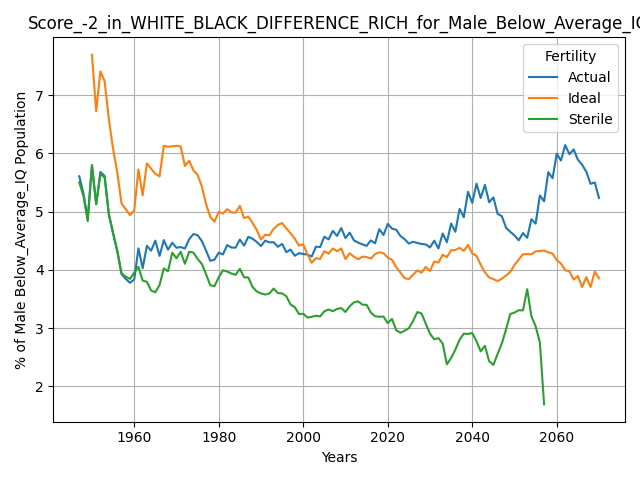 Score_-2_in_WHITE_BLACK_DIFFERENCE_RICH_for_Male_Below_Average_IQ
Fertility
Actual
Ideal
Sterile
% of Male Below_Average_IQ Population
7
6
5
4
3
2
1960
1980
2000
2020
2040
2060
Years